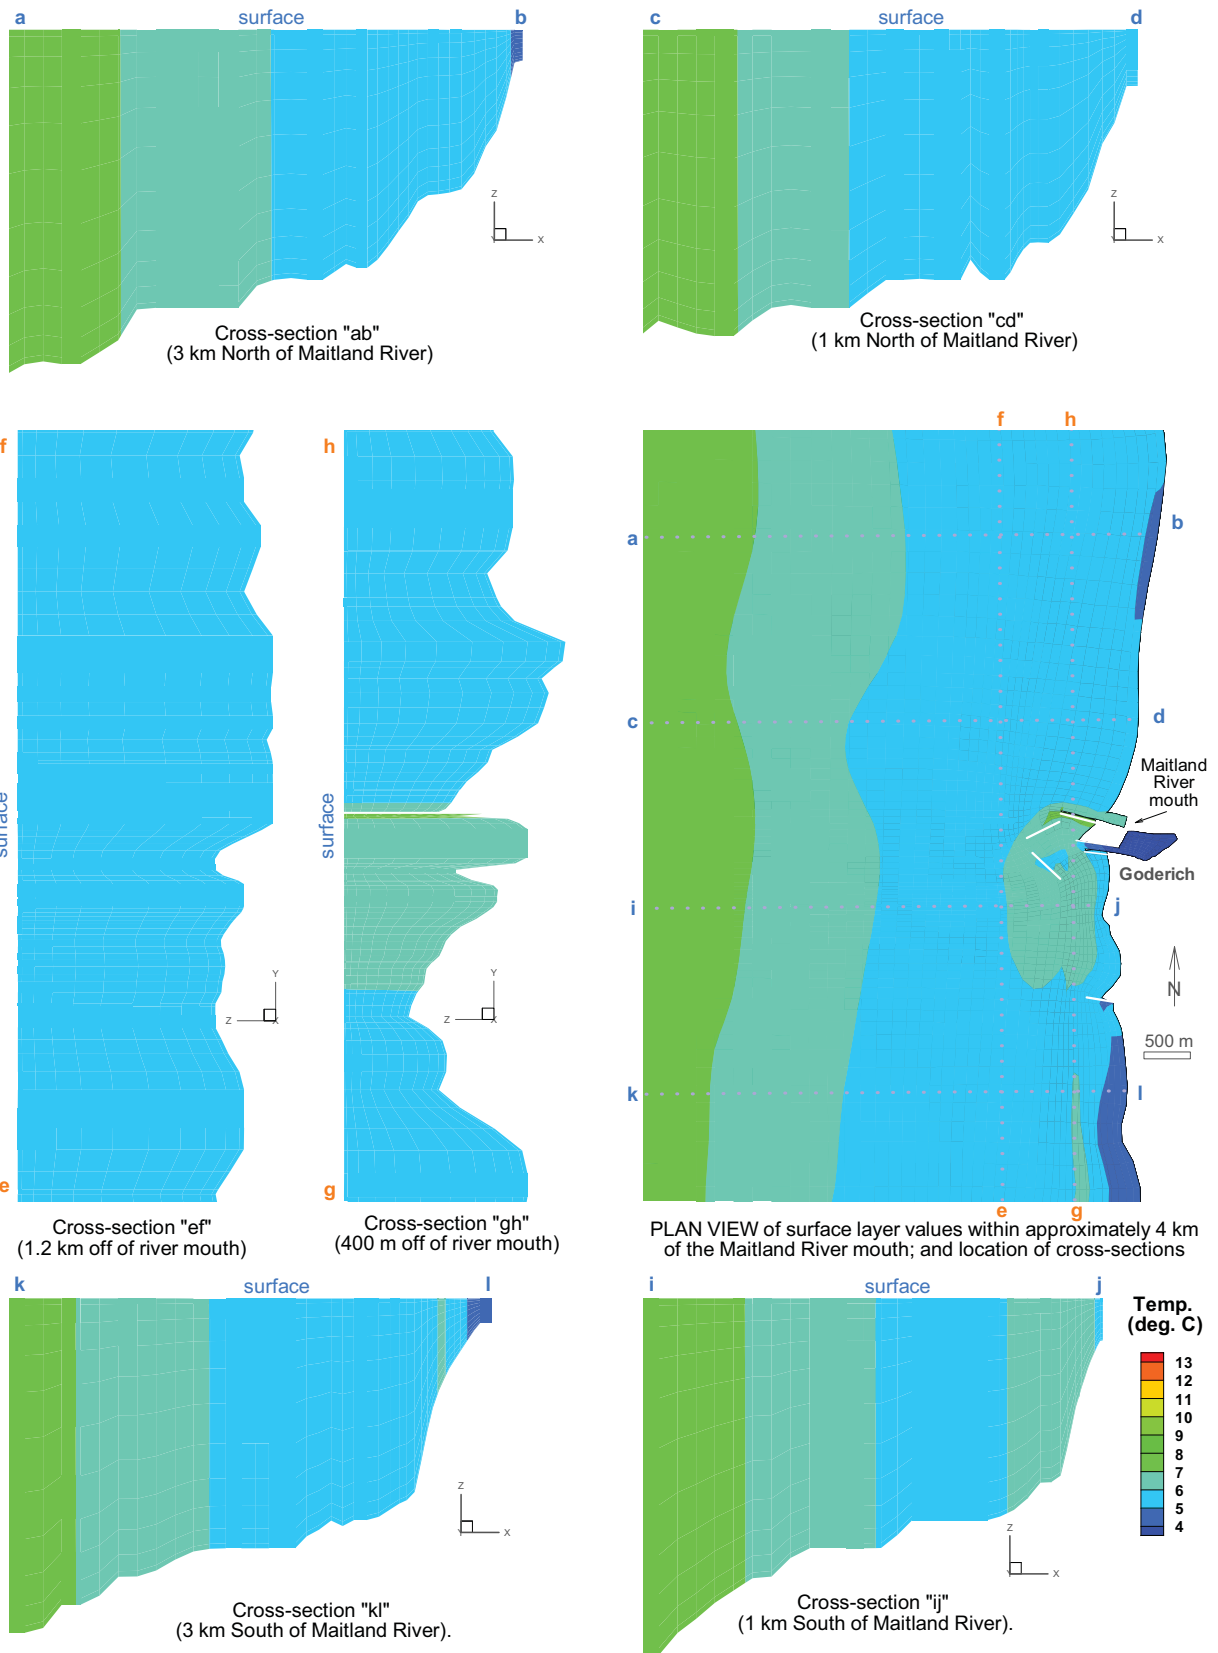 a surface b
c surface d
Z
X
Y
Z
X
Cross-section "ab"
(3 km North of Maitland River)
Cross-section "cd"
(1 km North of Maitland River)
f
h
f h
surface
surface
a
b
c
d
Maitland
River
mouth
Goderich
i
j
N
500 m
k
l
Y
Z
X
Y
Z
X
e
g
e g
Cross-section "ef"
(1.2 km off of river mouth)
Cross-section "gh"
(400 m off of river mouth)
PLAN VIEW of surface layer values within approximately 4 km
of the Maitland River mouth; and location of cross-sections
k surface l
i surface j
Temp.
(deg. C)
13
12
11
10
9
8
7
6
5
4
Z
Y
X
Z
Y
X
Cross-section "kl"
(3 km South of Maitland River).
Cross-section "ij"
(1 km South of Maitland River).